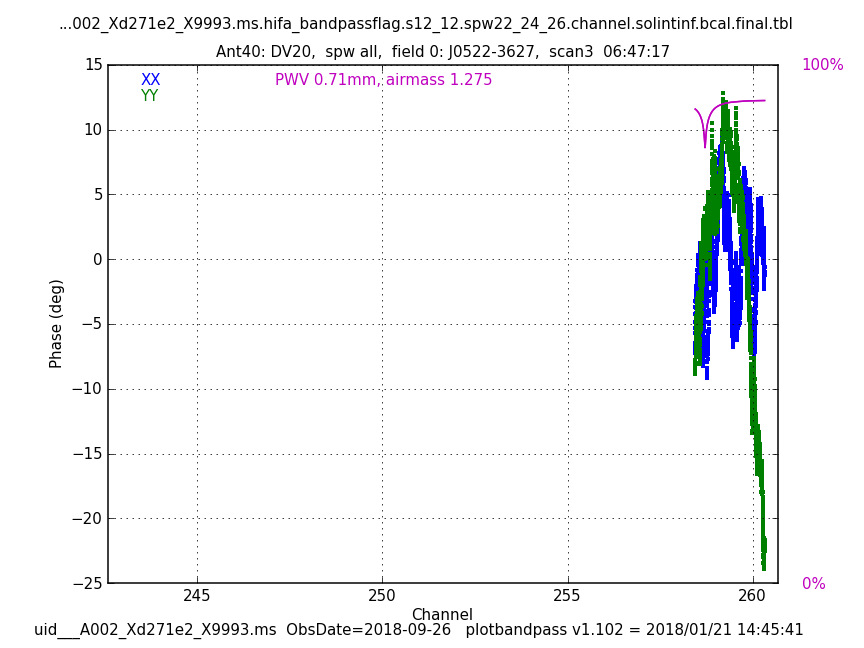 ...002_Xd271e2_X9993.ms.hifa_bandpassflag.s12_12.spw22_24_26.channel.solintinf.bcal.final.tbl
Ant40: DV20, spw all, field 0: J0522-3627, scan3 06:47:17
15
10
5
0
−5
−10
−15
−20
−25
Phase (deg)
XX
YY
PWV 0.71mm, airmass 1.275
100%
0%
245
250
255
260
Channel
uid___A002_Xd271e2_X9993.ms ObsDate=2018-09-26 plotbandpass v1.102 = 2018/01/21 14:45:41